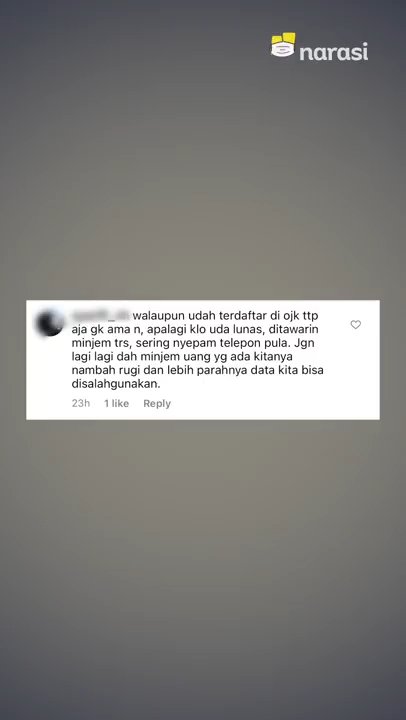 narasi
walaupun udah terdaftar di ojk ttp
aja gk ama n, apalagi klo uda lunas, ditawarin
minjem trs, sering nyepam telepon pula. Jgn
lagi lagi dah minjem uang yg ada kitanya
nambah rugi dan lebih parahnya data kita bisa
disalahgunakan.
23h 1 like Reply